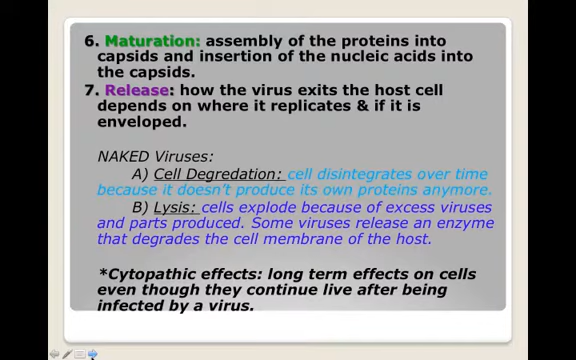 6. Maturation: assembly of the proteins into
capsids and insertion of the nucleic acids into
the capsids.
7. Release: how the virus exits the host cell
depends on where it replicates & if it is
enveloped.
NAKED Viruses:
A) Cell Degredation: cell disintegrates over time
because it doesn't produce its own proteins anymore.
B) Lysis: cells explode because of excess viruses
and parts produced. Some viruses release an enzyme
that degrades the cell membrane of the host.
*Cytopathic effects: long term effects on cells
even though they continue live after being
infected by a virus.